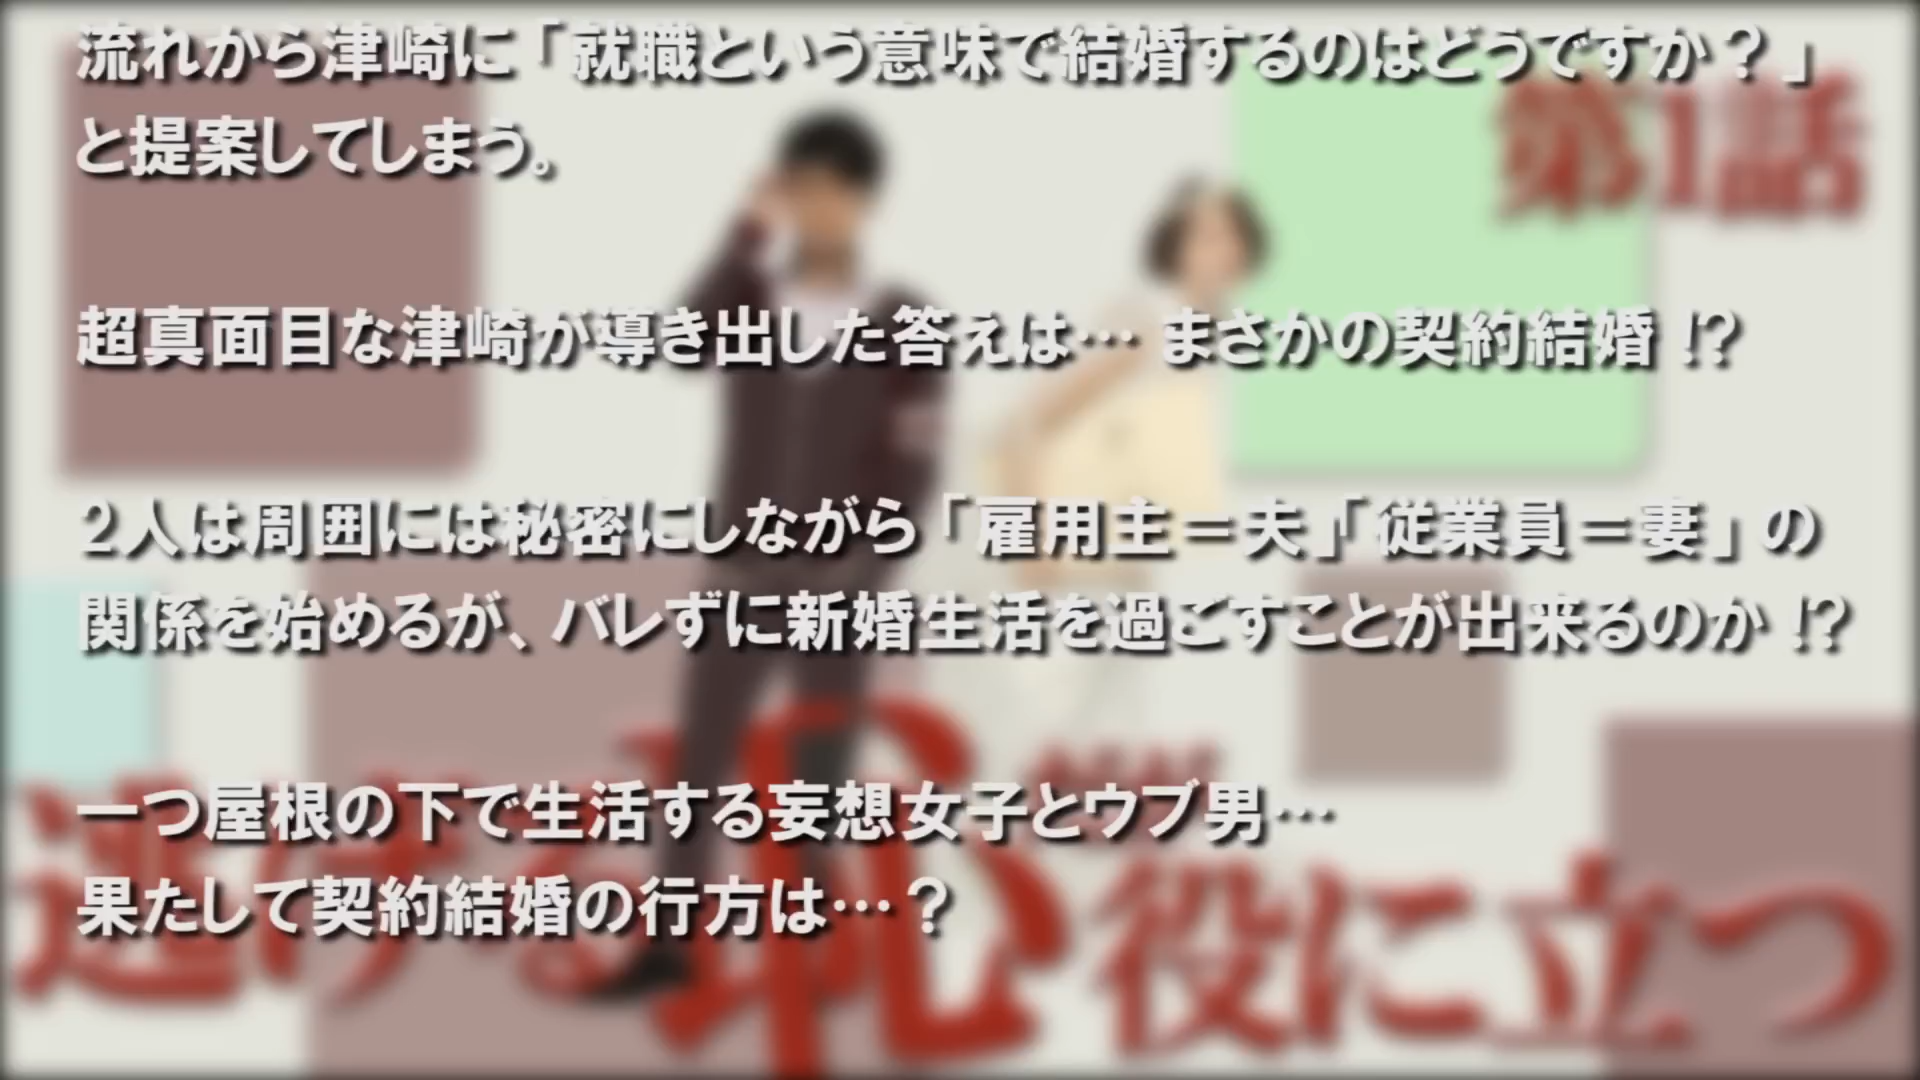 流れから津崎に「就職という意味で結婚するのはどうですか？」
と提案してしまう。
超真面目な津崎が導き出した答えは… まさかの契約結婚!?
２人は周囲には秘密にしながら「雇用主＝夫」「従業員＝妻」の
関係を始めるが、バレずに新婚生活を過ごすことが出来るのか!?
一つ屋根の下で生活する妄想女子とウブ男…
果たして契約結婚の行方は…？
第1話
逃げる 恥 役に立つ